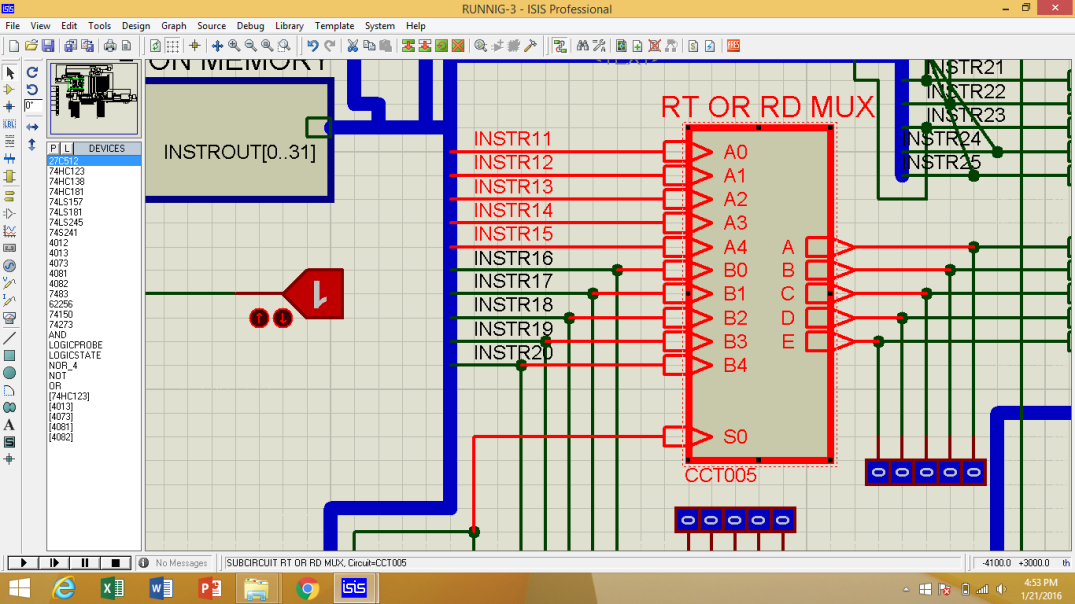 RUNNIG-3 - ISIS Professional
File View Edit Tools Design Graph Source Debug Library Template System Help
ON MEMORY
INSTROUT[0..31]
P L DEVICES
27C512
74HC123
74HC138
74HC181
74LS157
74LS181
74LS245
74S241
4012
4013
4073
4081
4082
7483
62256
74150
74273
AND
LOGICPROBE
LOGICSTATE
NOR_4
NOT
OR
[74HC123]
[4013]
[4073]
[4081]
[4082]
0°
LBL
1
INSTR11
INSTR12
INSTR13
INSTR14
INSTR15
INSTR16
INSTR17
INSTR18
INSTR19
INSTR20
RT OR RD MUX
A0
A1
A2
A3
A4 A
B0 B
B1 C
B2 D
B3 E
B4
S0
CCT005
INSTR21
INSTR22
INSTR23
INSTR24
INSTR25
0 0 0 0 0
0 0 0 0 0
No Messages
SUBCIRCUIT RT OR RD MUX, Circuit=CCT005
-4100.0 +3000.0 th
isis
4:53 PM
1/21/2016